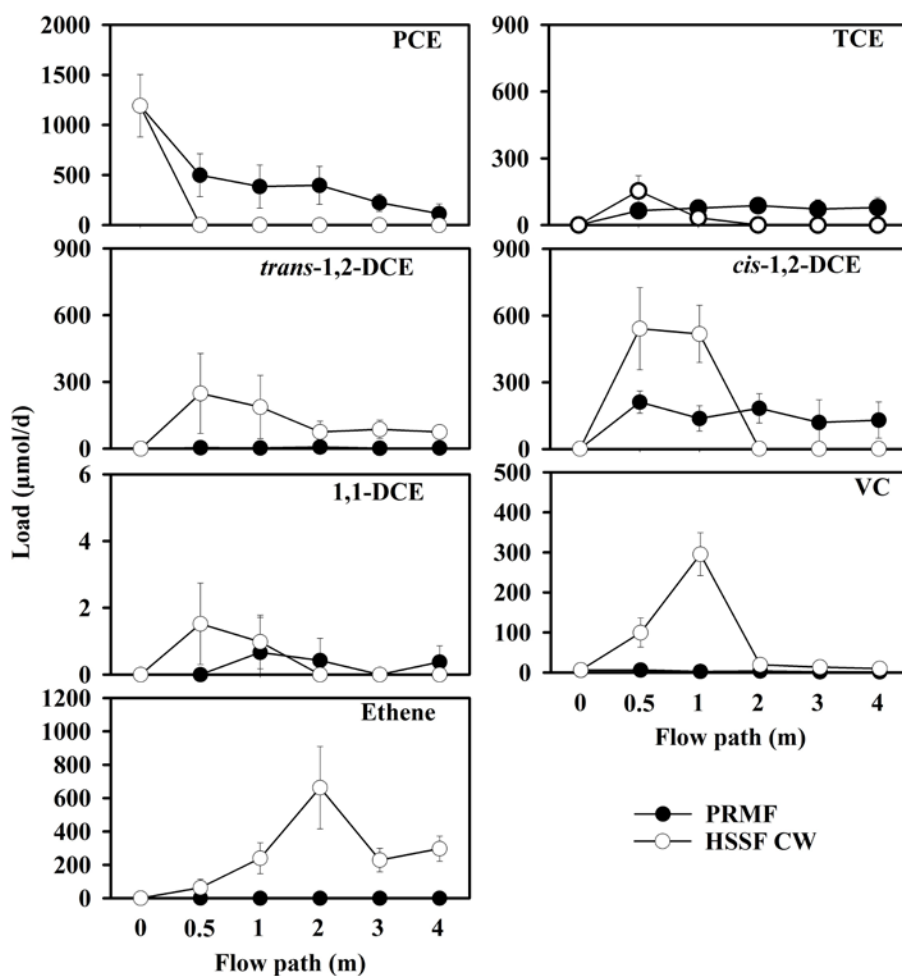 PCE
2000
1500
1000
500
0
TCE
900
600
300
0
trans-1,2-DCE
900
600
300
0
cis-1,2-DCE
900
600
300
0
1,1-DCE
6
4
2
0
VC
500
400
300
200
100
0
0 0.5 1 2 3 4
Flow path (m)
Ethene
1200
1000
800
600
400
200
0
0 0.5 1 2 3 4
Flow path (m)
Load (µmol/d)
PRMF
HSSF CW